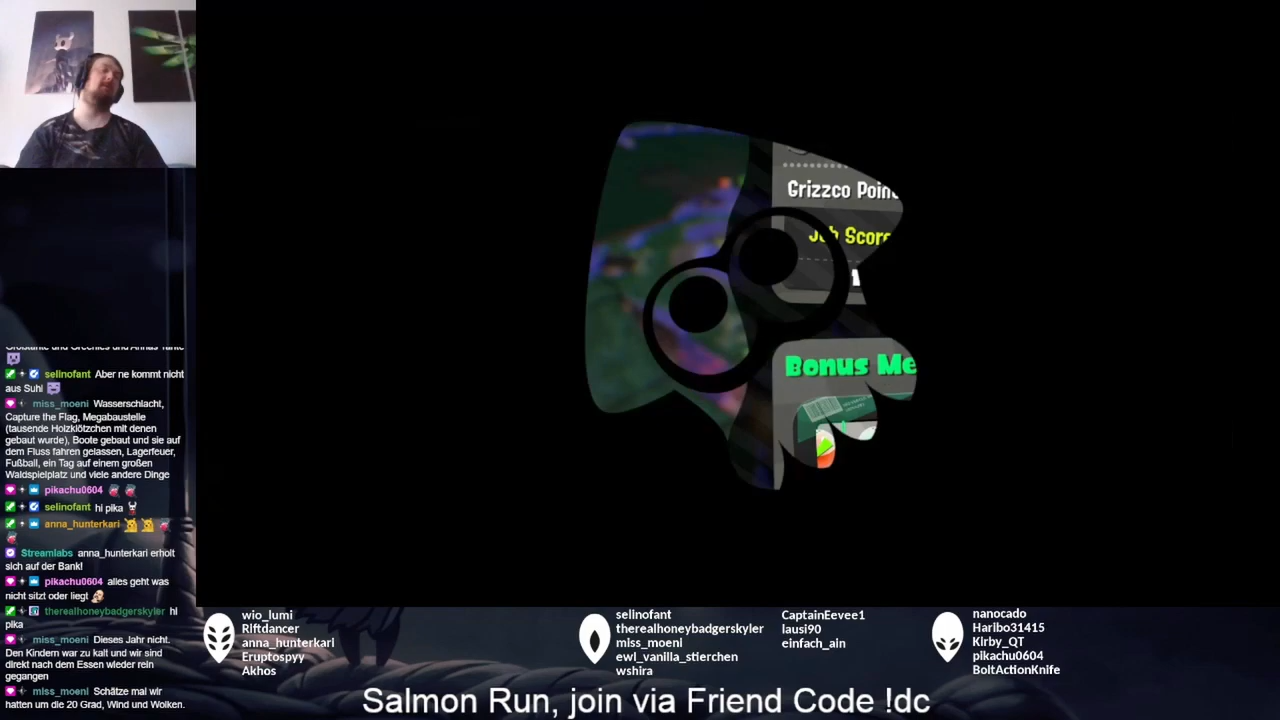 Grizzco Poin
Job Score
Bonus Me
selinofant Aber ne kommt nicht
aus Suhl
miss_moeni Wasserschlacht,
Capture the Flag, Megabaustelle
(tausende Holzklötzchen mit denen
gebaut wurde), Boote gebaut und sie auf
dem Fluss fahren gelassen, Lagerfeuer,
Fußball, ein Tag auf einem großen
Waldspielplatz und viele andere Dinge
pikachu0604
selinofant hi pika
anna_hunterkari
Streamlabs anna_hunterkari erholt
sich auf der Bank!
pikachu0604 alles geht was
nicht sitzt oder liegt
therealhoneybadgerskyler hi
pika
miss_moeni Dieses Jahr nicht.
Den Kindern war zu kalt und wir sind
direkt nach dem Essen wieder rein
gegangen
miss_moeni Schätze mal wir
hatten um die 20 Grad, Wind und Wolken.
wio_lumi
Riftdancer
anna_hunterkari
Eruptospyy
Akhos
selinofant
therealhoneybadgerskyler
miss_moeni
ewl_vanilla_stierchen
wshira
CaptainEevee1
lausi90
einfach_ain
nanocado
Haribo31415
Kirby_QT
pikachu0604
BoltActionKnife
Salmon Run, join via Friend Code !dc